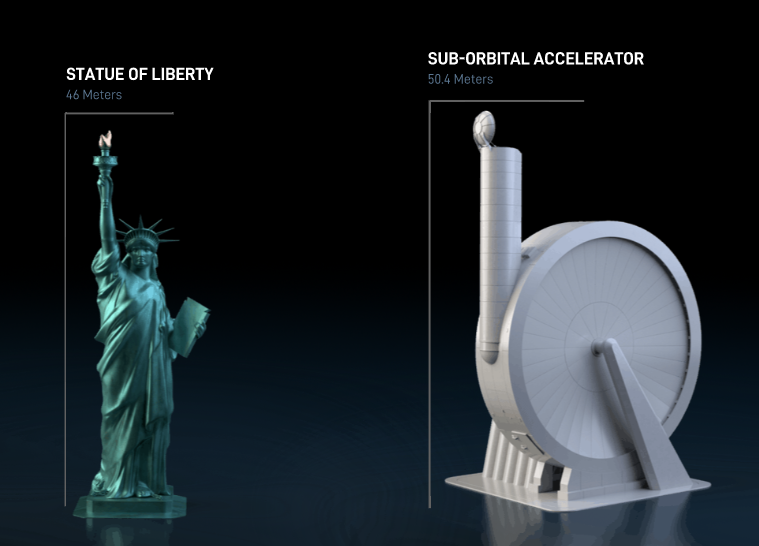 STATUE OF LIBERTY
46 Meters
SUB-ORBITAL ACCELERATOR
50.4 Meters